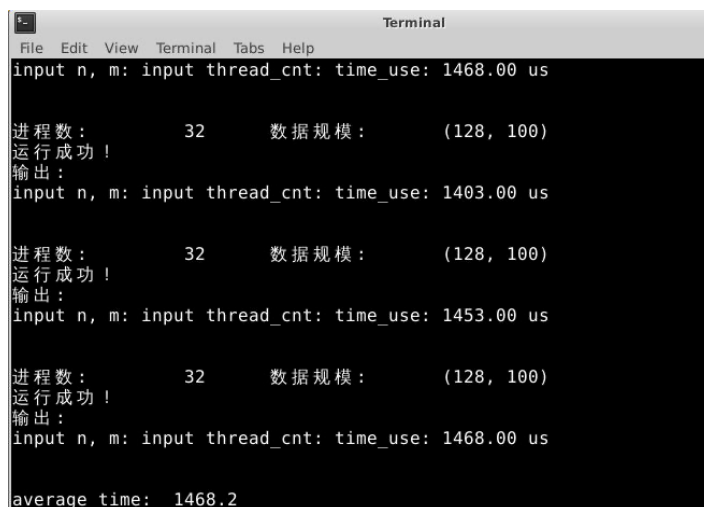 Terminal
File Edit View Terminal Tabs Help
input n, m: input thread_cnt: time_use: 1468.00 us
进程数: 32 数据规模: (128, 100)
运行成功!
输出:
input n, m: input thread_cnt: time_use: 1403.00 us
进程数: 32 数据规模: (128, 100)
运行成功!
输出:
input n, m: input thread_cnt: time_use: 1453.00 us
进程数: 32 数据规模: (128, 100)
运行成功!
输出:
input n, m: input thread_cnt: time_use: 1468.00 us
average time: 1468.2